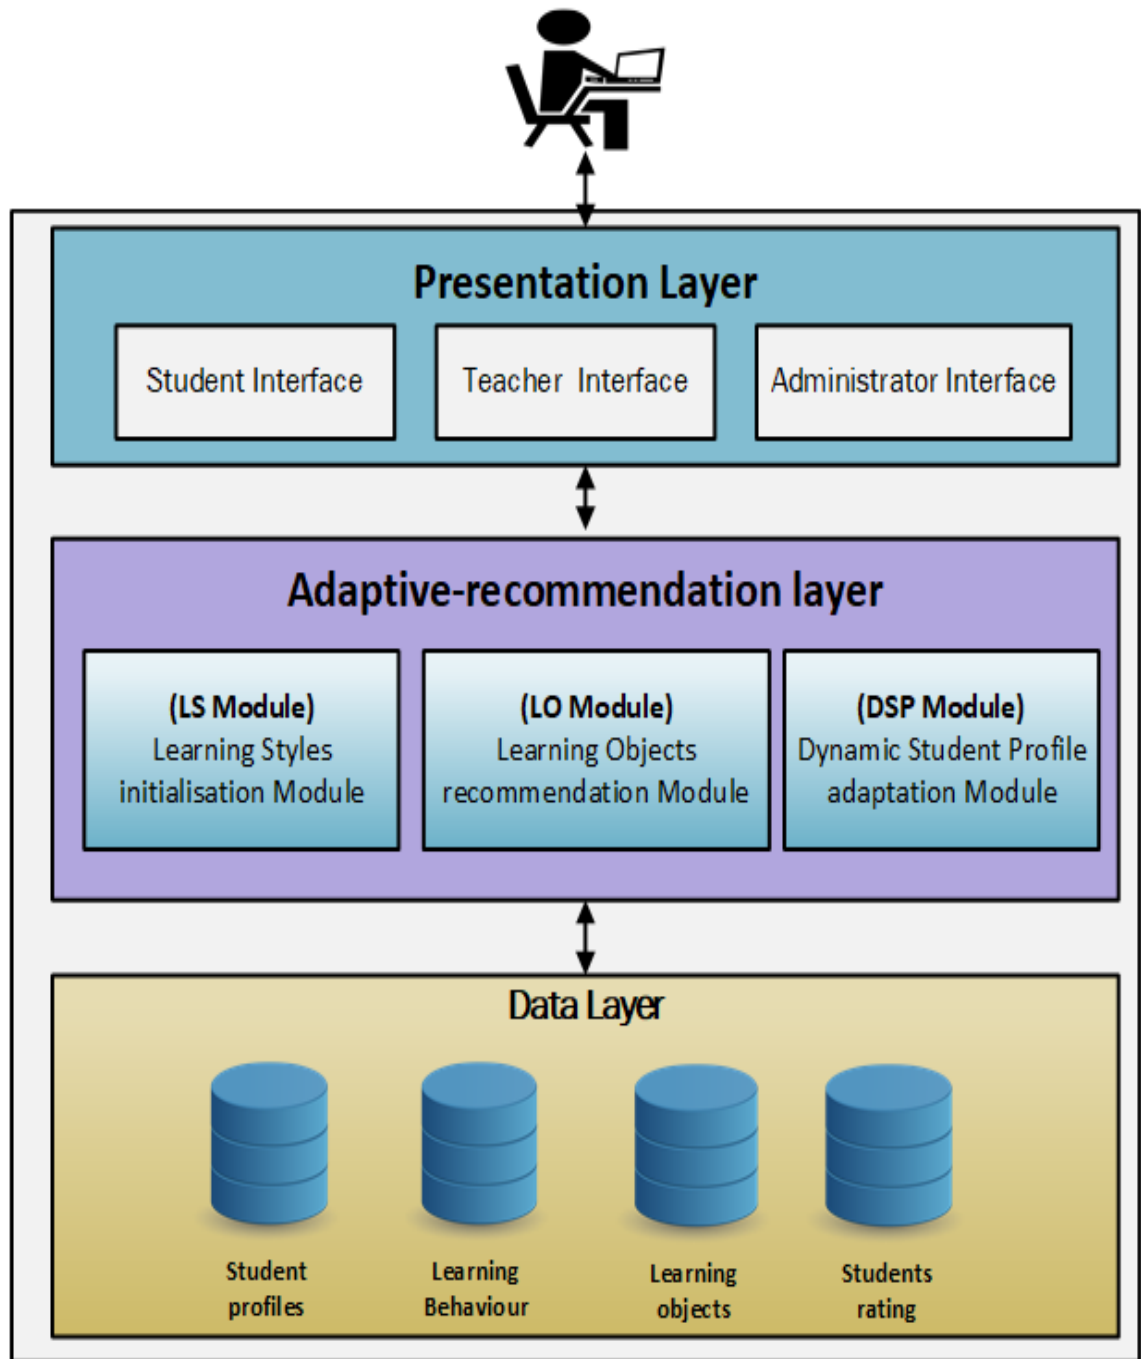 Presentation Layer
Student Interface
Teacher Interface
Administrator Interface
Adaptive-recommendation layer
(LS Module)
Learning Styles
initialisation Module
(LO Module)
Learning Objects
recommendation Module
(DSP Module)
Dynamic Student Profile
adaptation Module
Data Layer
Student
profiles
Learning
Behaviour
Learning
objects
Students
rating